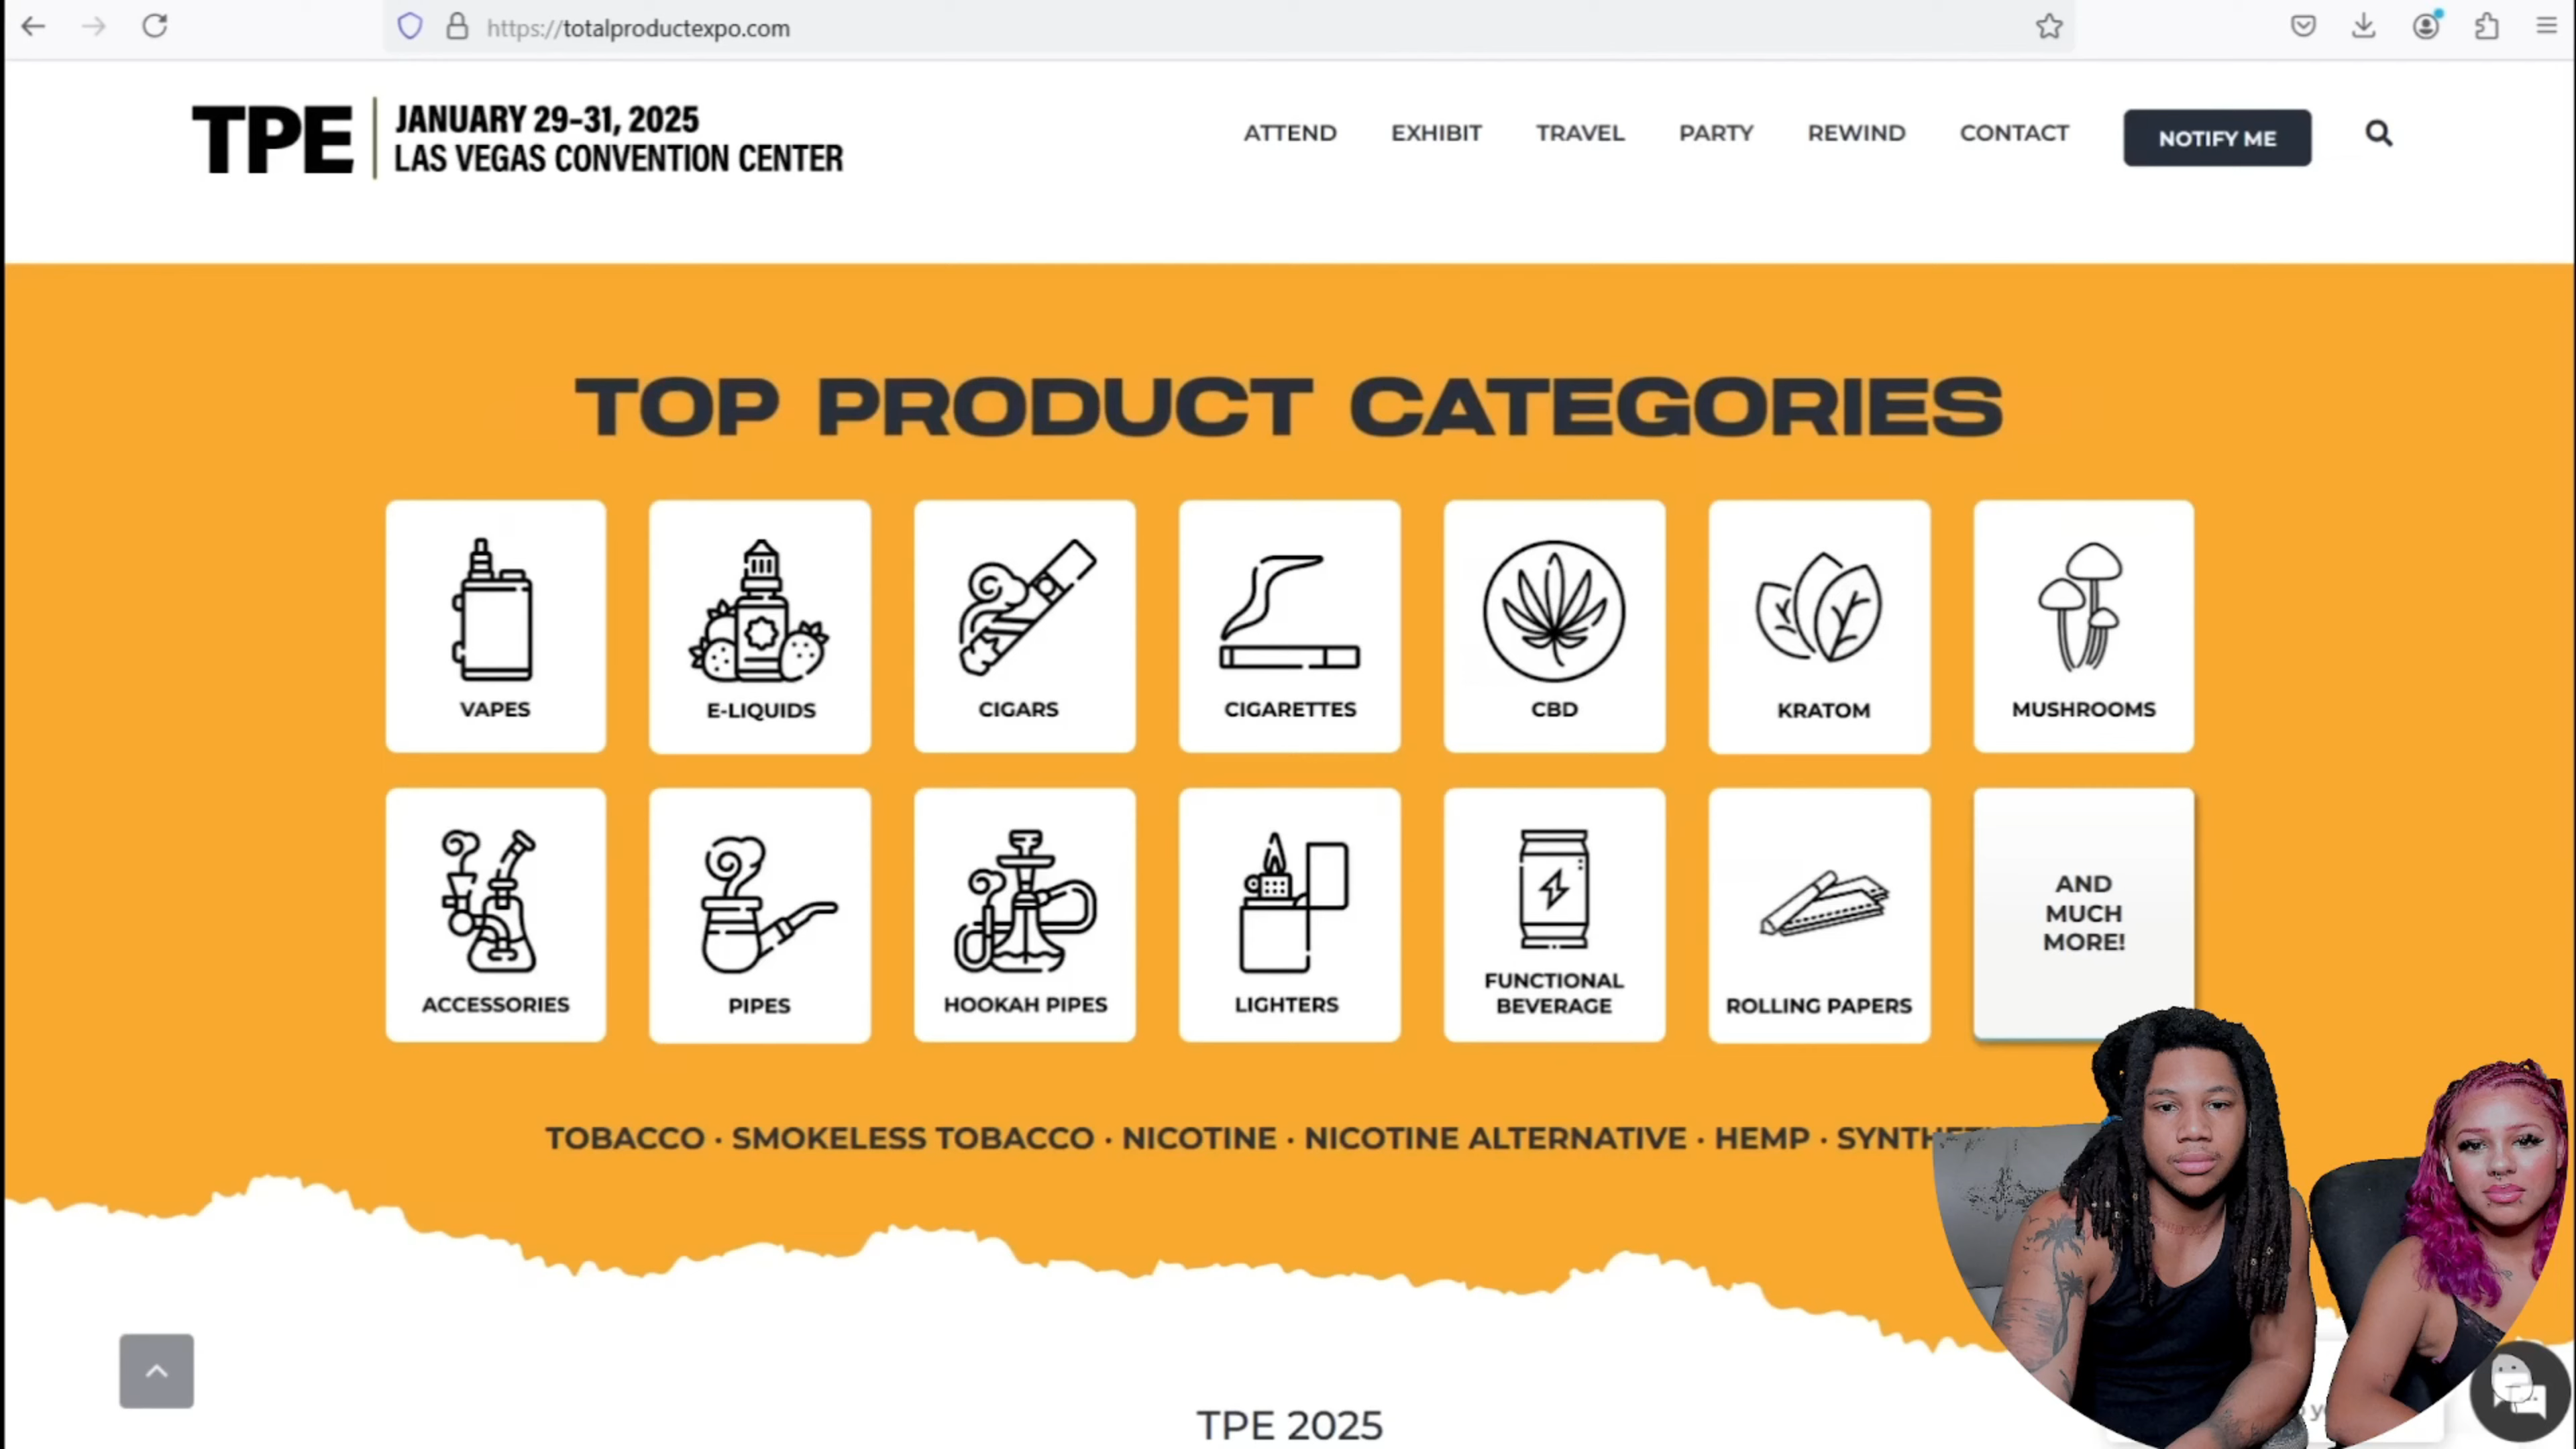 https://totalproductexpo.com
TPE
JANUARY 29-31, 2025
LAS VEGAS CONVENTION CENTER
ATTEND
EXHIBIT
TRAVEL
PARTY
REWIND
CONTACT
NOTIFY ME
TOP PRODUCT CATEGORIES
VAPES
E-LIQUIDS
CIGARS
CIGARETTES
CBD
KRATOM
MUSHROOMS
ACCESSORIES
PIPES
HOOKAH PIPES
LIGHTERS
FUNCTIONAL
BEVERAGE
ROLLING PAPERS
AND
MUCH
MORE!
TOBACCO · SMOKELESS TOBACCO · NICOTINE · NICOTINE ALTERNATIVE · HEMP ·
TPE 2025